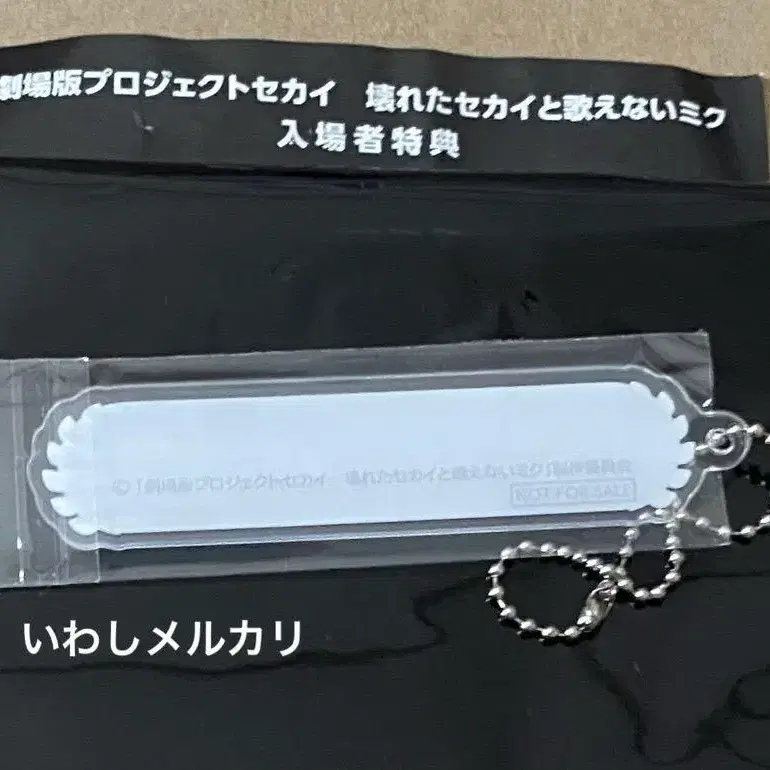 劇場版プロジェクトセカイ 壊れたセカイと歌えないミク
入場者特典
©「劇場版プロジェクトセカイ 壊れたセカイと歌えないミク」製作委員会
NOT FOR SALE
いわしメルカリ